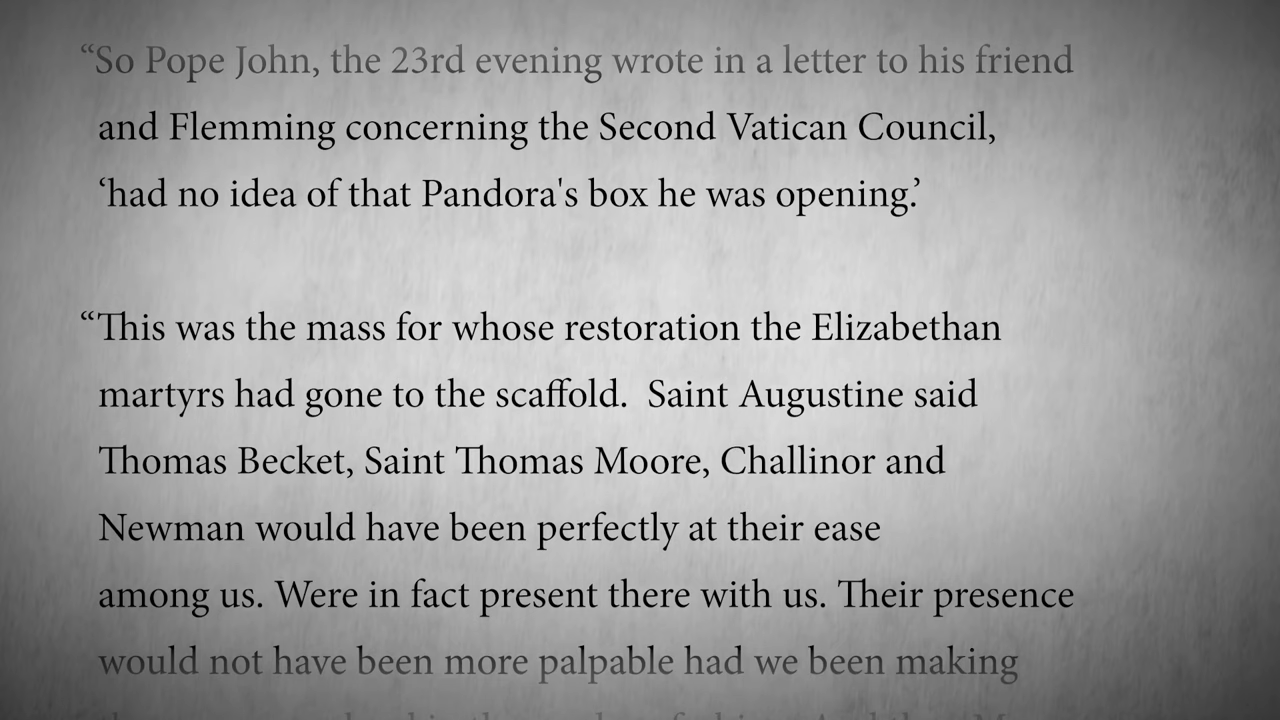 “So Pope John, the 23rd evening wrote in a letter to his friend
and Flemming concerning the Second Vatican Council,
‘had no idea of that Pandora's box he was opening.’
“This was the mass for whose restoration the Elizabethan
martyrs had gone to the scaffold.  Saint Augustine said
Thomas Becket, Saint Thomas Moore, Challinor and
Newman would have been perfectly at their ease
among us. Were in fact present there with us. Their presence
would not have been more palpable had we been making